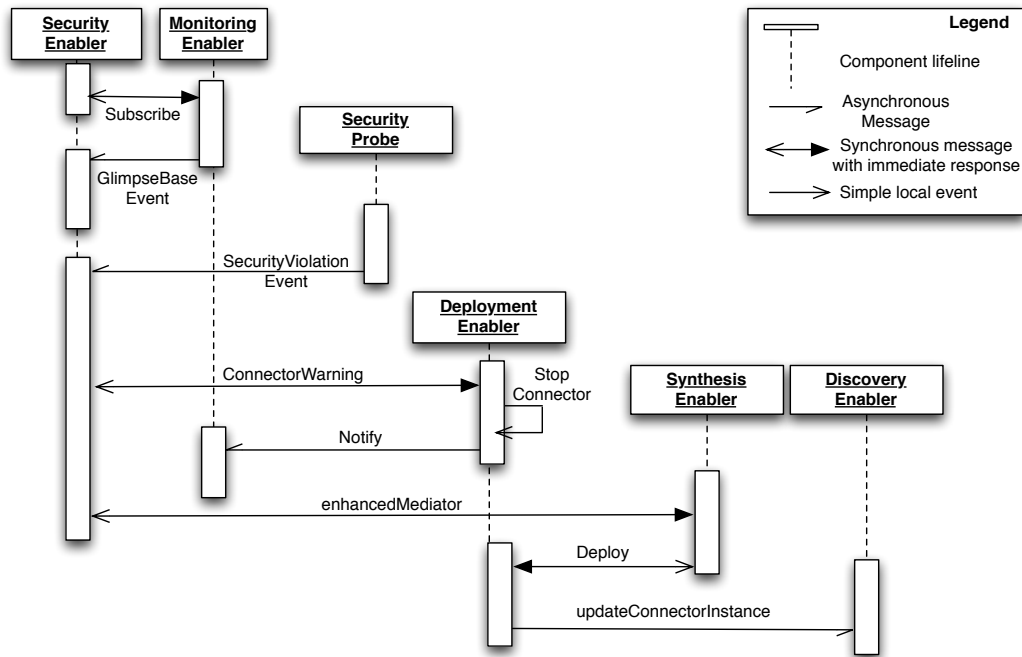 Security
Enabler
Monitoring
Enabler
Legend
Component lifeline
Asynchronous
Message
Synchronous message
with immediate response
Simple local event
Subscribe
Security
Probe
GlimpseBase
Event
SecurityViolation
Event
Deployment
Enabler
ConnectorWarning
Stop
Connector
Synthesis
Enabler
Discovery
Enabler
Notify
enhancedMediator
Deploy
updateConnectorInstance